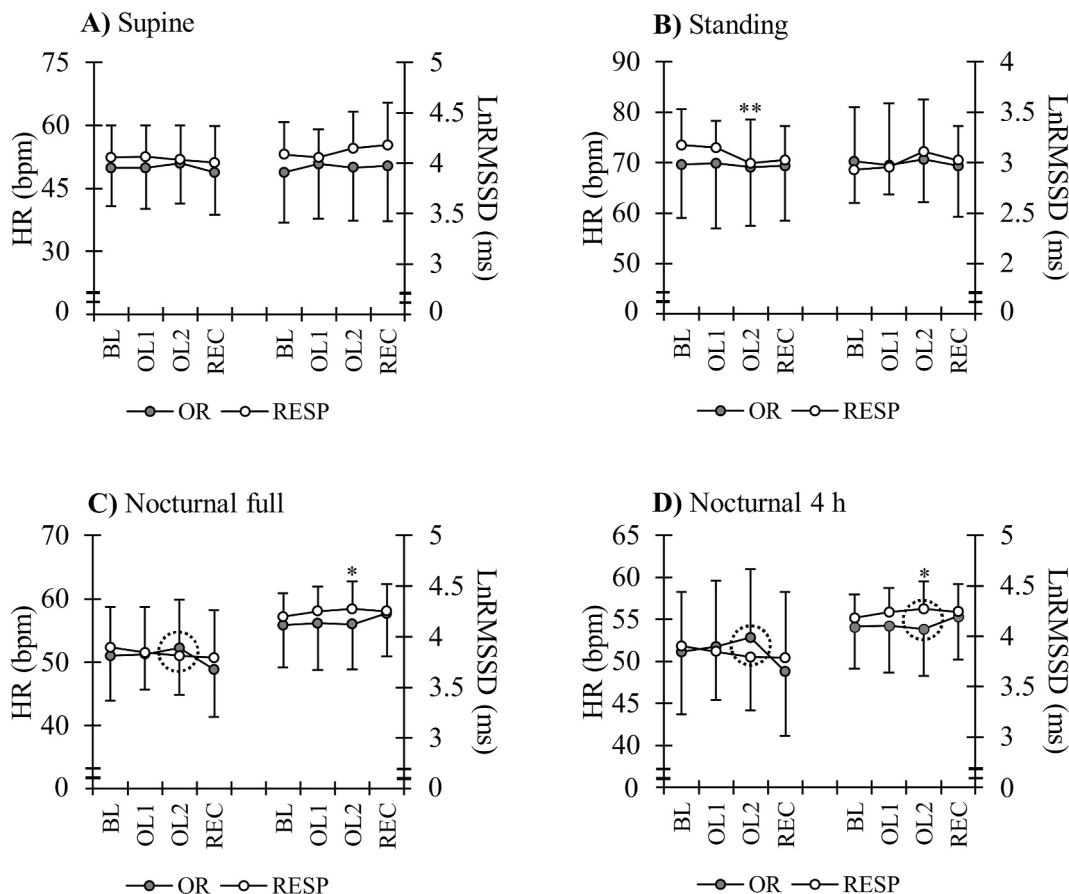 A) Supine
75
60
45
30
0
HR (bpm)
5
4.5
4
3.5
3
0
LnRMSSD (ms)
BL OL1 OL2 REC BL OL1 OL2 REC
OR RESP
B) Standing
90
80
70
60
50
0
HR (bpm)
**
4
3.5
3
2.5
2
0
LnRMSSD (ms)
BL OL1 OL2 REC BL OL1 OL2 REC
OR RESP
C) Nocturnal full
70
60
50
40
0
HR (bpm)
*
5
4.5
4
3.5
3
0
LnRMSSD (ms)
BL OL1 OL2 REC BL OL1 OL2 REC
OR RESP
D) Nocturnal 4 h
65
60
55
50
45
40
0
HR (bpm)
*
5
4.5
4
3.5
3
0
LnRMSSD (ms)
BL OL1 OL2 REC BL OL1 OL2 REC
OR RESP